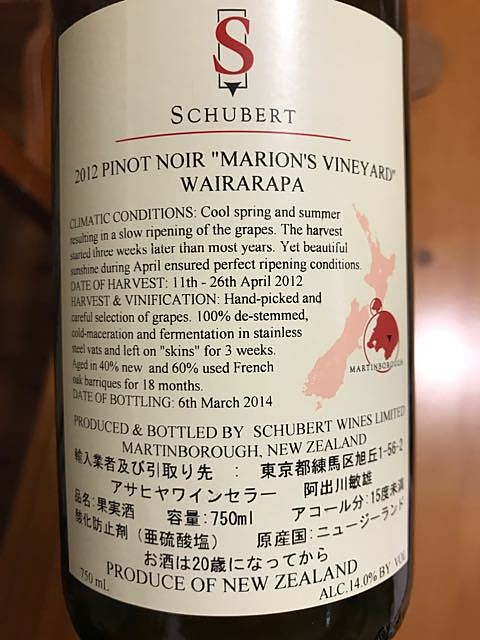 S
SCHUBERT
2012 PINOT NOIR "MARION'S VINEYARD"
WAIRARAPA
CLIMATIC CONDITIONS: Cool spring and summer
resulting in a slow ripening of the grapes. The harvest
started three weeks later than most years. Yet beautiful
sunshine during April ensured perfect ripening conditions.
DATE OF HARVEST: 11th - 26th April 2012
HARVEST & VINIFICATION: Hand-picked and
careful selection of grapes. 100% de-stemmed,
cold-maceration and fermentation in stainless
steel vats and left on "skins" for 3 weeks.
Aged in 40% new and 60% used French
oak barriques for 18 months.
DATE OF BOTTLING: 6th March 2014
MARTINBOROUGH
PRODUCED & BOTTLED BY SCHUBERT WINES LIMITED
MARTINBOROUGH, NEW ZEALAND
輸入業者及び引取り先 : 東京都練馬区旭丘1-56-2
アサヒヤワインセラー 阿出川敏雄
品名:果実酒 容量:750ml アコール分:15度未満
酸化防止剤(亜硫酸塩) 原産国:ニュージーランド
お酒は20歳になってから
750 mL PRODUCE OF NEW ZEALAND ALC.14.0% BY VOL